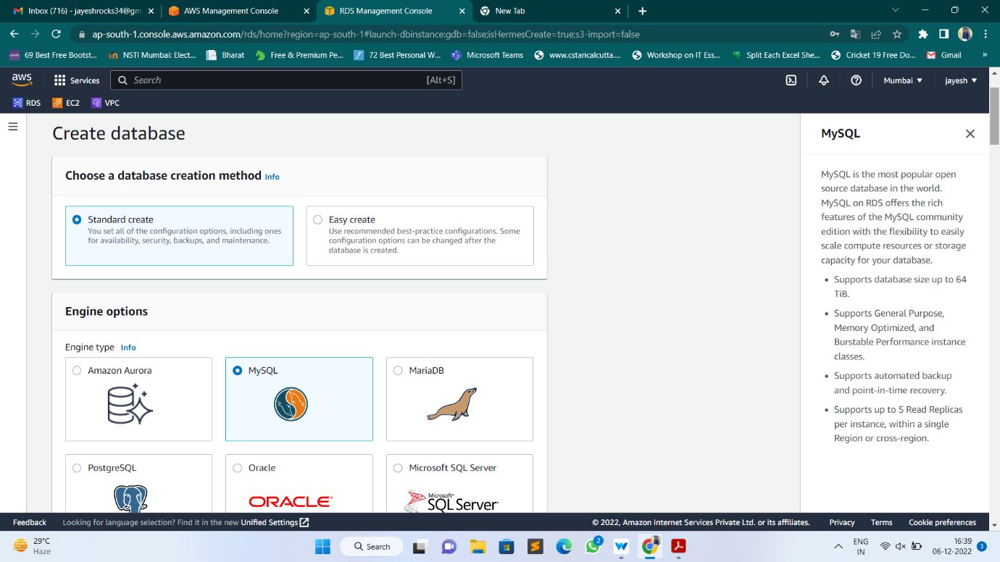 Inbox (716) - jayeshrocks34@gm
AWS Management Console
RDS Management Console
New Tab
ap-south-1.console.aws.amazon.com/rds/home?region=ap-south-1#launch-dbinstance:gdb=false;isHermesCreate=true;s3-import=false
69 Best Free Bootst...
NSTI Mumbai: Elect...
Bharat
Free & Premium Pe...
72 Best Personal W...
Microsoft Teams
www.cstaricalcutta....
Workshop on IT Ess...
Split Each Excel She...
Cricket 19 Free Do...
Gmail
»
aws
Services
Search
[Alt+S]
Mumbai
jayesh
RDS
EC2
VPC
Create database
Choose a database creation method Info
Standard create
You set all of the configuration options, including ones
for availability, security, backups, and maintenance.
Easy create
Use recommended best-practice configurations. Some
configuration options can be changed after the
database is created.
Engine options
Engine type Info
Amazon Aurora
MySQL
MariaDB
PostgreSQL
Oracle
ORACLE
Microsoft SQL Server
Microsoft
SQL Server
MySQL
MySQL is the most popular open
source database in the world.
MySQL on RDS offers the rich
features of the MySQL community
edition with the flexibility to easily
scale compute resources or storage
capacity for your database.
• Supports database size up to 64
TiB.
• Supports General Purpose,
Memory Optimized, and
Burstable Performance instance
classes.
• Supports automated backup
and point-in-time recovery.
• Supports up to 5 Read Replicas
per instance, within a single
Region or cross-region.
Feedback
Looking for language selection? Find it in the new Unified Settings
© 2022, Amazon Internet Services Private Ltd. or its affiliates.
Privacy
Terms
Cookie preferences
29°C
Haze
Search
2
ENG
IN
16:39
06-12-2022
3